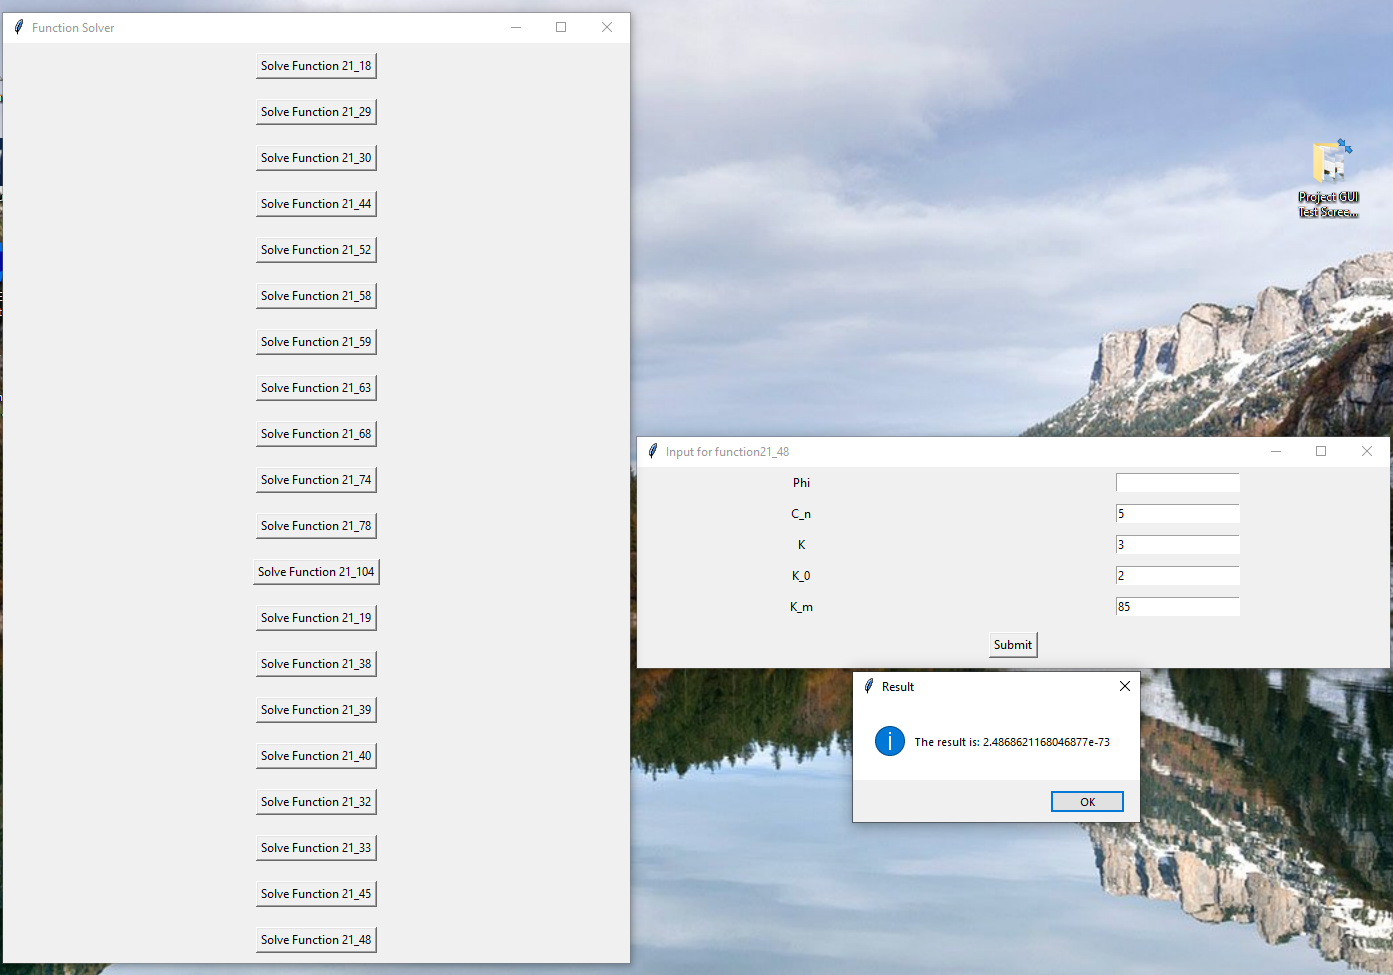 Function Solver
Solve Function 21_18
Solve Function 21_29
Solve Function 21_30
Solve Function 21_44
Solve Function 21_52
Solve Function 21_58
Solve Function 21_59
Solve Function 21_63
Solve Function 21_68
Solve Function 21_74
Solve Function 21_78
Solve Function 21_104
Solve Function 21_19
Solve Function 21_38
Solve Function 21_39
Solve Function 21_40
Solve Function 21_32
Solve Function 21_33
Solve Function 21_45
Solve Function 21_48
Project GUI
Test Scree...
Input for function21_48
Phi
C_n 5
K 3
K_0 2
K_m 85
Submit
Result
The result is: 2.4868621168046877e-73
OK